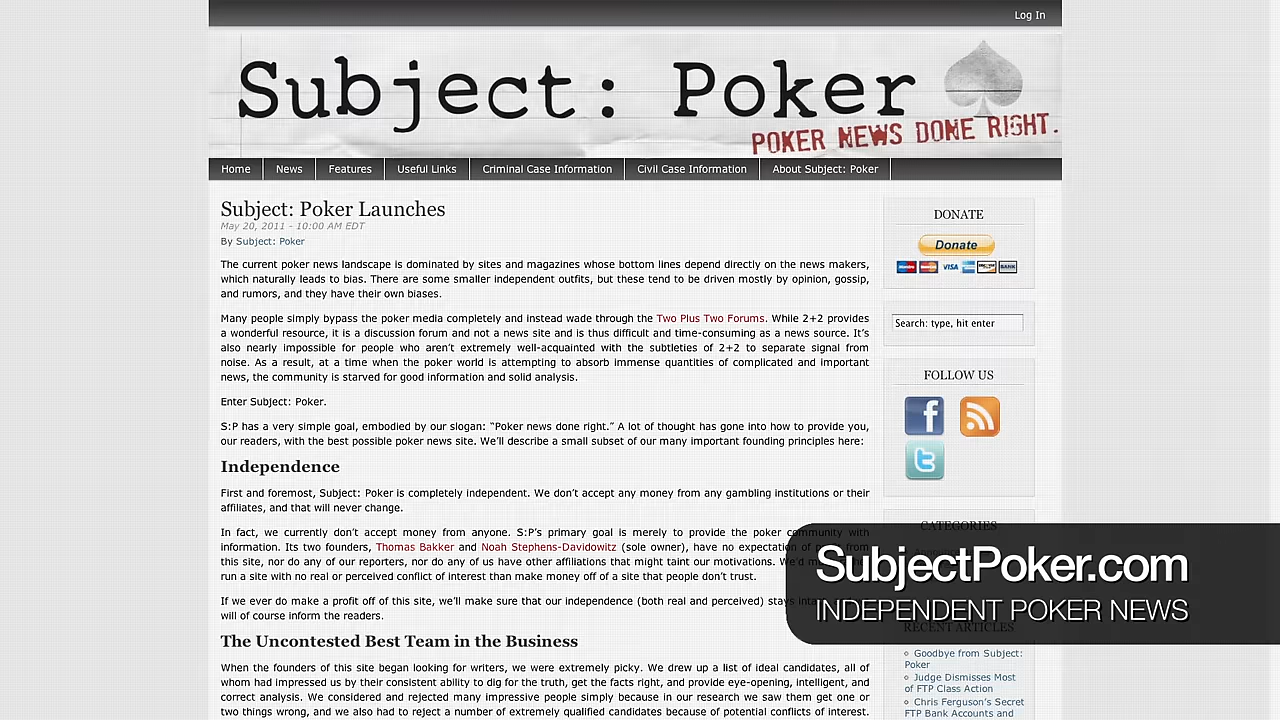 Log In
Subject: Poker
POKER NEWS DONE RIGHT.
Home News Features Useful Links Criminal Case Information Civil Case Information About Subject: Poker
Subject: Poker Launches
May 20, 2011 - 10:00 AM EDT
By Subject: Poker
The current poker news landscape is dominated by sites and magazines whose bottom lines depend directly on the news makers,
which naturally leads to bias. There are some smaller independent outfits, but these tend to be driven mostly by opinion, gossip,
and rumors, and they have their own biases.
Many people simply bypass the poker media completely and instead wade through the Two Plus Two Forums. While 2+2 provides
a wonderful resource, it is a discussion forum and not a news site and is thus difficult and time-consuming as a news source. It's
also nearly impossible for people who aren't extremely well-acquainted with the subtleties of 2+2 to separate signal from
noise. As a result, at a time when the poker world is attempting to absorb immense quantities of complicated and important
news, the community is starved for good information and solid analysis.
Enter Subject: Poker.
S:P has a very simple goal, embodied by our slogan: “Poker news done right.” A lot of thought has gone into how to provide you,
our readers, with the best possible poker news site. We'll describe a small subset of our many important founding principles here:
Independence
First and foremost, Subject: Poker is completely independent. We don't accept any money from any gambling institutions or their
affiliates, and that will never change.
In fact, we currently don't accept money from anyone. S:P's primary goal is merely to provide the poker community with
information. Its two founders, Thomas Bakker and Noah Stephens-Davidowitz (sole owner), have no expectation of from
this site, nor do any of our reporters, nor do any of us have other affiliations that might taint our motivations. We'd
run a site with no real or perceived conflict of interest than make money off of a site that people don't trust.
If we ever do make a profit off of this site, we'll make sure that our independence (both real and perceived) stays
will of course inform the readers.
The Uncontested Best Team in the Business
When the founders of this site began looking for writers, we were extremely picky. We drew up a list of ideal candidates, all of
whom had impressed us by their consistent ability to dig for the truth, get the facts right, and provide eye-opening, intelligent, and
correct analysis. We considered and rejected many impressive people simply because in our research we saw them get one or
two things wrong, and we also had to reject a number of extremely qualified candidates because of potential conflicts of interest.
DONATE
Donate
VISA
BANK
Search: type, hit enter
FOLLOW US
CATEGORIES
SubjectPoker.com
INDEPENDENT POKER NEWS
RECENT ARTICLES
Goodbye from Subject:
Poker
Judge Dismisses Most
of FTP Class Action
Chris Ferguson's Secret
FTP Bank Accounts and